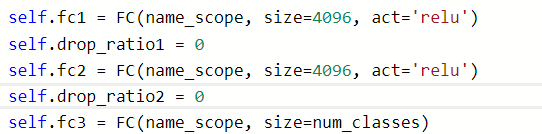 self.fc1 = FC(name_scope, size=4096, act='relu')
self.drop_ratio1 = 0
self.fc2 = FC(name_scope, size=4096, act='relu')
self.drop_ratio2 = 0
self.fc3 = FC(name_scope, size=num_classes)